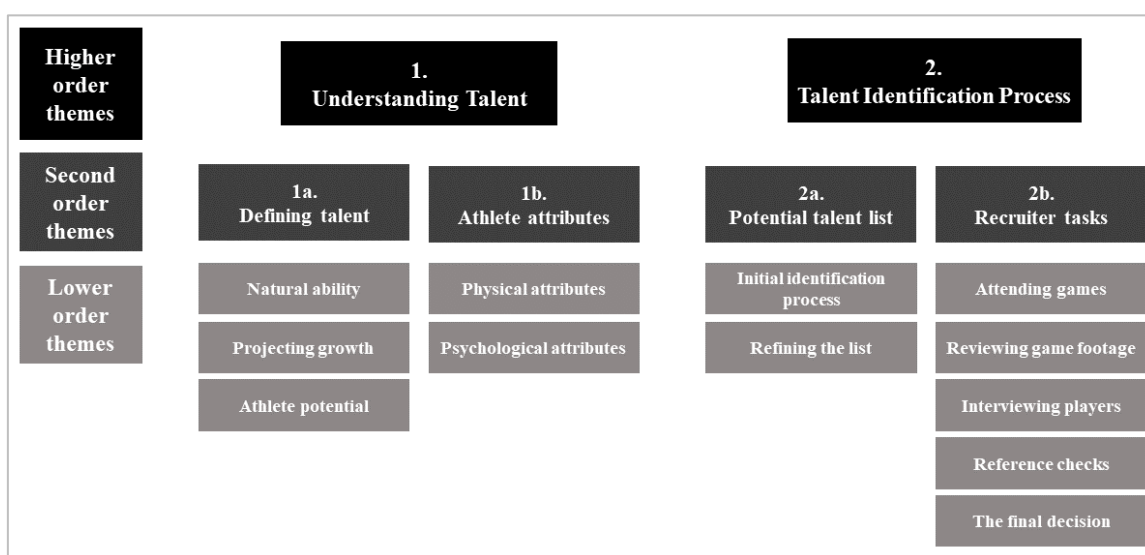 Higher
order
themes
1.
Understanding Talent
2.
Talent Identification Process
Second
order
themes
1a.
Defining talent
1b.
Athlete attributes
2a.
Potential talent list
2b.
Recruiter tasks
Lower
order
themes
Natural ability
Physical attributes
Initial identification
process
Attending games
Projecting growth
Psychological attributes
Refining the list
Reviewing game footage
Athlete potential
Interviewing players
Reference checks
The final decision